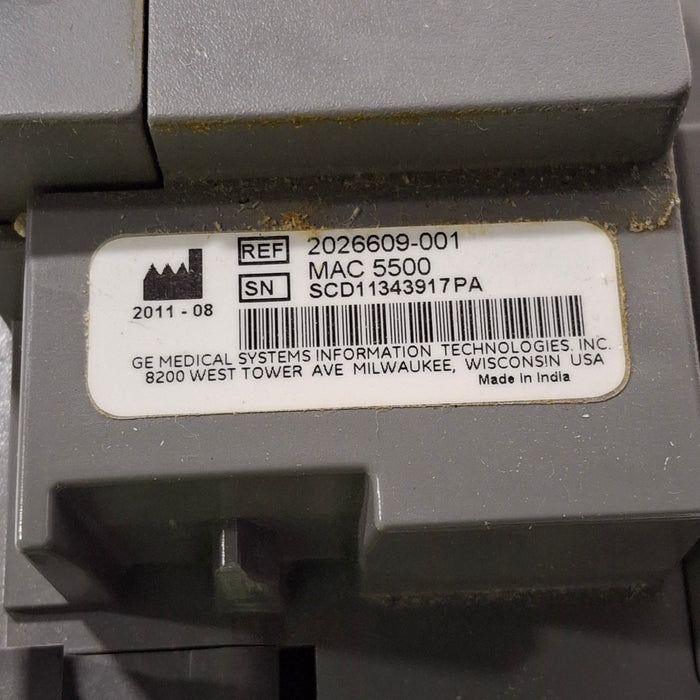 REF 2026609-001
MAC 5500
SN SCD11343917PA
2011-08
GE MEDICAL SYSTEMS INFORMATION TECHNOLOGIES, INC.
8200 WEST TOWER AVE MILWAUKEE, WISCONSIN USA
Made in India